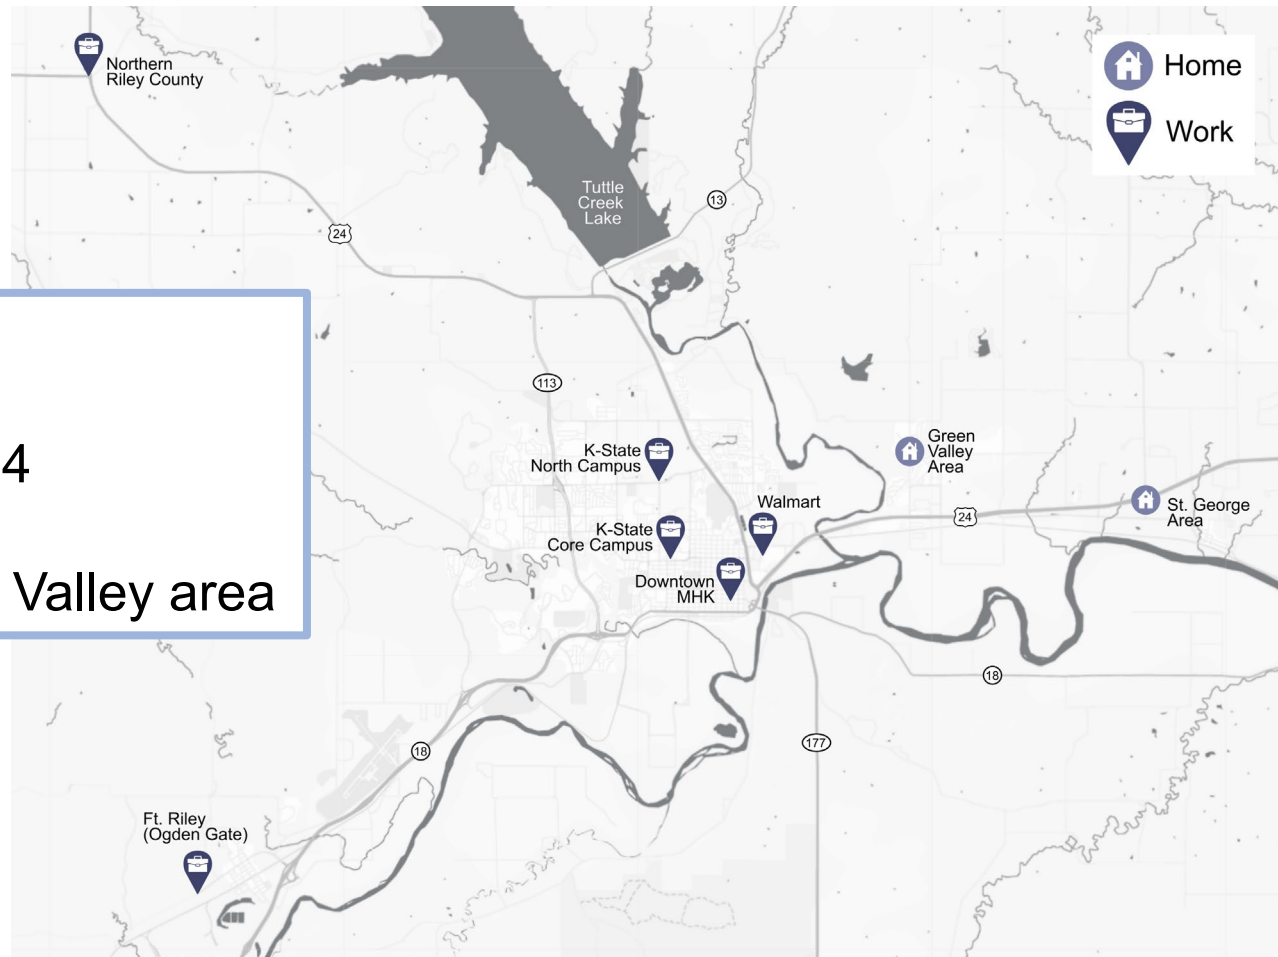 Northern
Riley County
Home
Work
Tuttle
Creek
Lake
13
24
113
4
Valley area
K-State
North Campus
Green
Valley
Area
Walmart
St. George
Area
24
K-State
Core Campus
Downtown
MHK
18
177
18
Ft. Riley
(Ogden Gate)